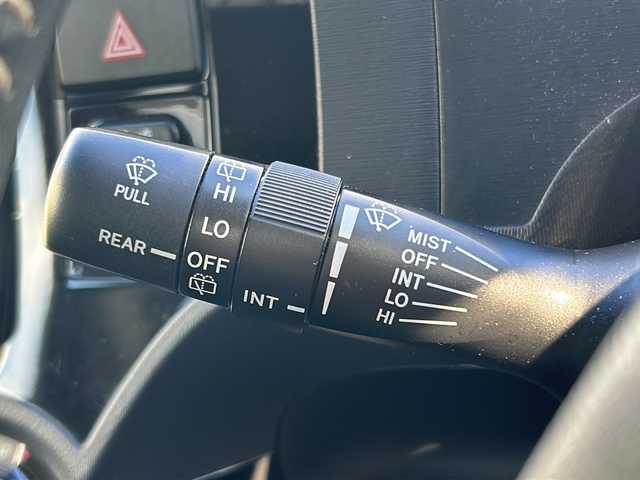 PULL
REAR
HI
LO
OFF
INT
MIST
OFF
INT
LO
HI